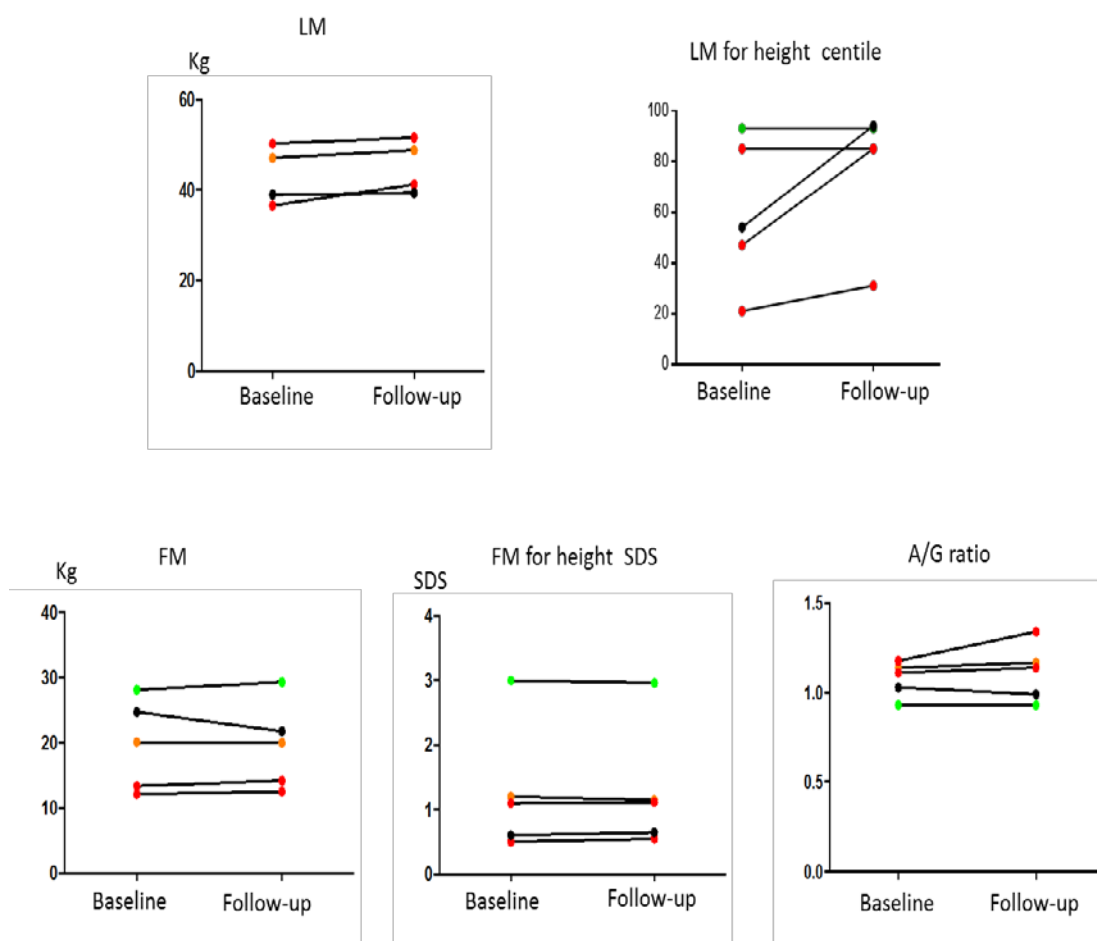 LM
Kg
60
40
20
0
Baseline Follow-up
LM for height centile
100
80
60
40
20
0
Baseline Follow-up
FM
Kg
40
30
20
10
0
Baseline Follow-up
FM for height SDS
SDS
4
3
2
1
0
Baseline Follow-up
A/G ratio
1.5
1.0
0.5
0.0
Baseline Follow-up